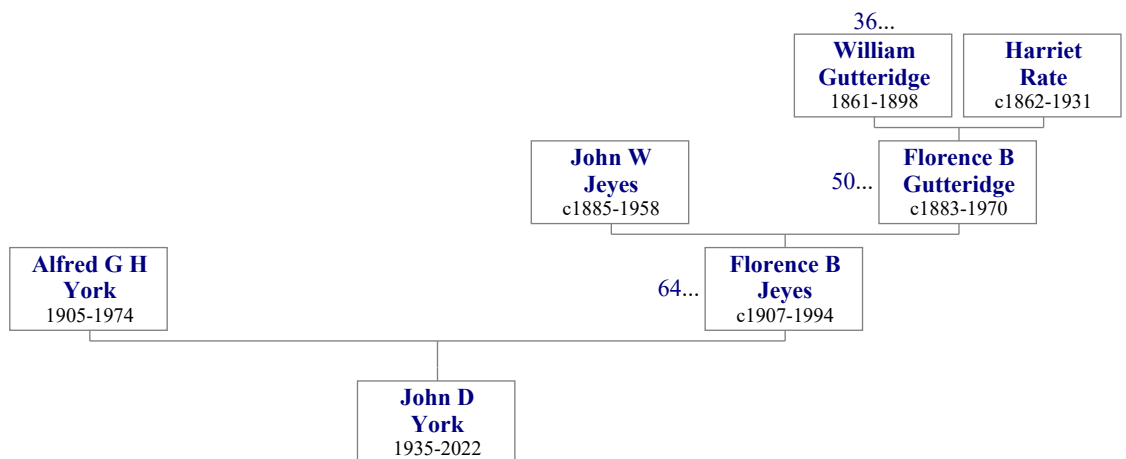 36...
William
Gutteridge
1861-1898
Harriet
Rate
c1862-1931
John W
Jeyes
c1885-1958
50...
Florence B
Gutteridge
c1883-1970
Alfred G H
York
1905-1974
64...
Florence B
Jeyes
c1907-1994
John D
York
1935-2022